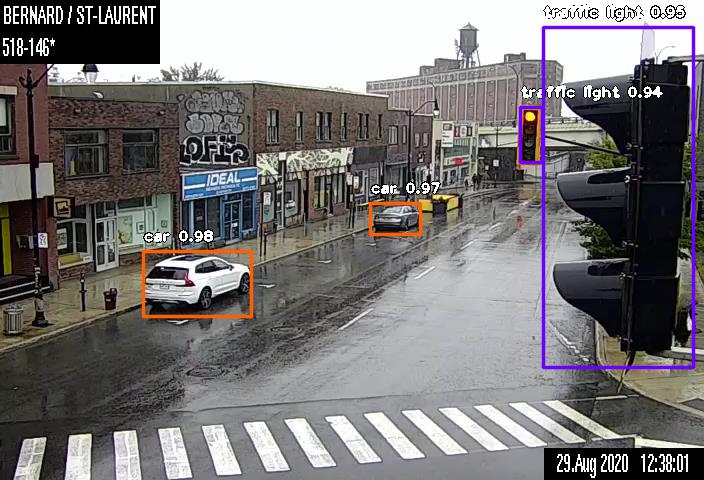 BERNARD / ST-LAURENT
518-146*
traffic light 0.95
traffic light 0.94
car 0.97
IDEAL
car 0.98
29.Aug 2020 12:38:01